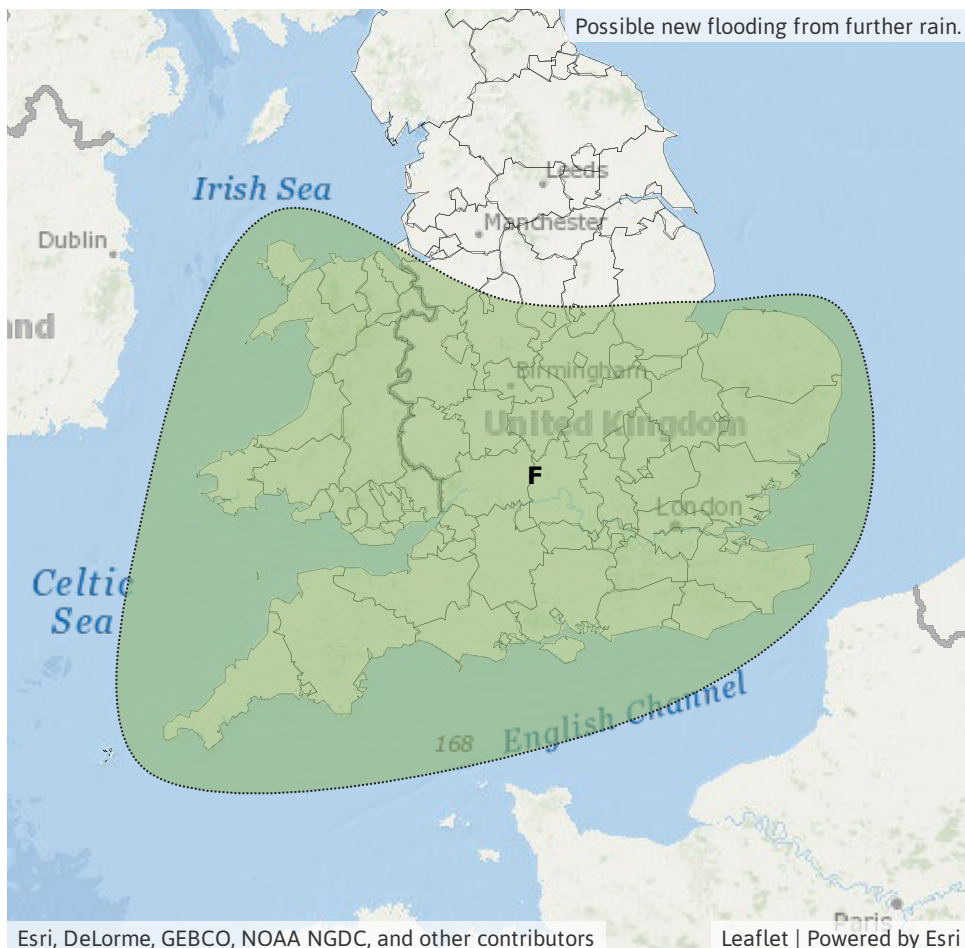 Possible new flooding from further rain.
Leeds
Irish Sea
Manchester
Dublin
and
Birmingham
United Kingdom
F
London
Celtic
Sea
English Channel
168
Paris
Esri, DeLorme, GEBCO, NOAA NGDC, and other contributors
Leaflet | Powered by Esri